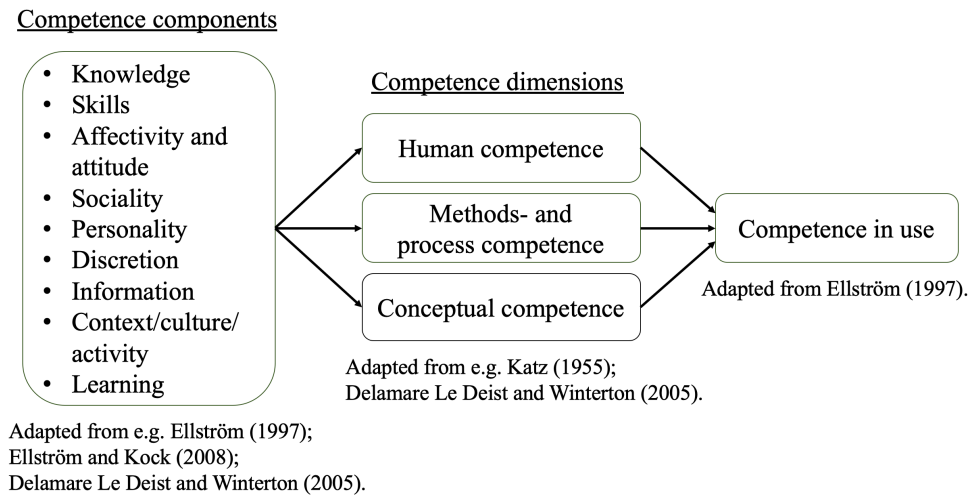 Competence components
• Knowledge
• Skills
• Affectivity and
attitude
• Sociality
• Personality
• Discretion
• Information
• Context/culture/
activity
• Learning
Adapted from e.g. Ellström (1997);
Ellström and Kock (2008);
Delamare Le Deist and Winterton (2005).
Competence dimensions
Human competence
Methods- and
process competence
Conceptual competence
Adapted from e.g. Katz (1955);
Delamare Le Deist and Winterton (2005).
Competence in use
Adapted from Ellström (1997).